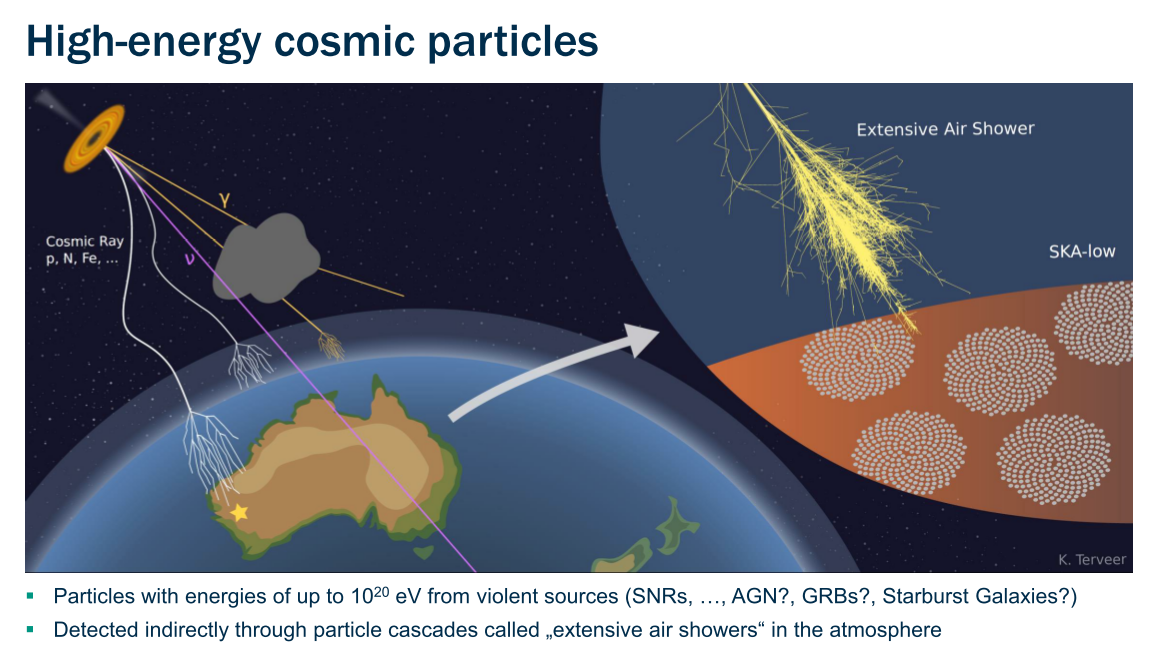 High-energy cosmic particles
Extensive Air Shower
γ
Cosmic Ray
p, N, Fe, ...
ν
SKA-low
K. Terveer
▪ Particles with energies of up to 10²⁰ eV from violent sources (SNRs, …, AGN?, GRBs?, Starburst Galaxies?)
▪ Detected indirectly through particle cascades called „extensive air showers“ in the atmosphere